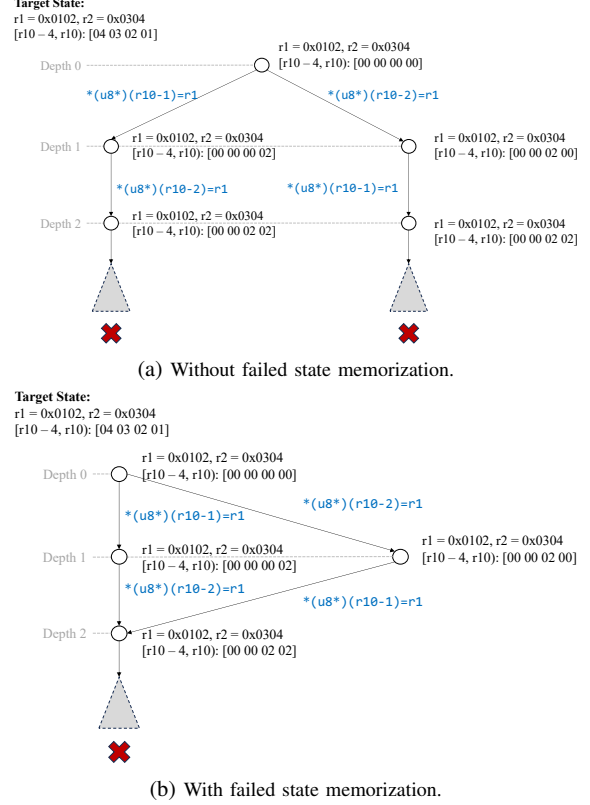 Target State:
r1 = 0x0102, r2 = 0x0304
[r10 – 4, r10): [04 03 02 01]
r1 = 0x0102, r2 = 0x0304
[r10 – 4, r10): [00 00 00 00]
Depth 0
*(u8*)(r10-1)=r1
*(u8*)(r10-2)=r1
Depth 1
r1 = 0x0102, r2 = 0x0304
[r10 – 4, r10): [00 00 00 02]
r1 = 0x0102, r2 = 0x0304
[r10 – 4, r10): [00 00 02 00]
*(u8*)(r10-2)=r1
*(u8*)(r10-1)=r1
Depth 2
r1 = 0x0102, r2 = 0x0304
[r10 – 4, r10): [00 00 02 02]
r1 = 0x0102, r2 = 0x0304
[r10 – 4, r10): [00 00 02 02]
(a) Without failed state memorization.
Target State:
r1 = 0x0102, r2 = 0x0304
[r10 – 4, r10): [04 03 02 01]
r1 = 0x0102, r2 = 0x0304
[r10 – 4, r10): [00 00 00 00]
Depth 0
*(u8*)(r10-2)=r1
*(u8*)(r10-1)=r1
Depth 1
r1 = 0x0102, r2 = 0x0304
[r10 – 4, r10): [00 00 00 02]
r1 = 0x0102, r2 = 0x0304
[r10 – 4, r10): [00 00 02 00]
*(u8*)(r10-2)=r1
*(u8*)(r10-1)=r1
Depth 2
r1 = 0x0102, r2 = 0x0304
[r10 – 4, r10): [00 00 02 02]
(b) With failed state memorization.